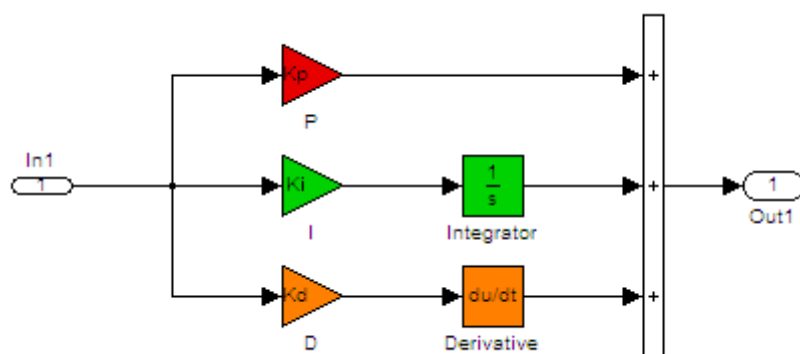 Kp
+
P
In1
1
Ki
1
s
+
1
I
Integrator
Out1
Kd
du/dt
+
D
Derivative